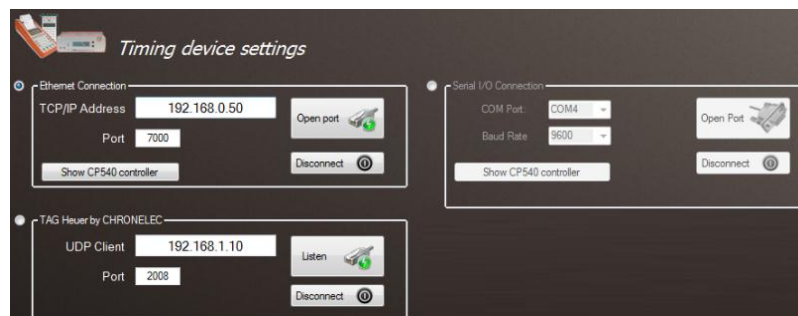 Timing device settings
Ethernet Connection
TCP/IP Address 192.168.0.50
Port 7000
Open port
Disconnect
Show CP540 controller
Serial I/O Connection
COM Port: COM4
Baud Rate 9600
Open Port
Disconnect
Show CP540 controller
TAG Heuer by CHRONELEC
UDP Client 192.168.1.10
Port 2008
Listen
Disconnect